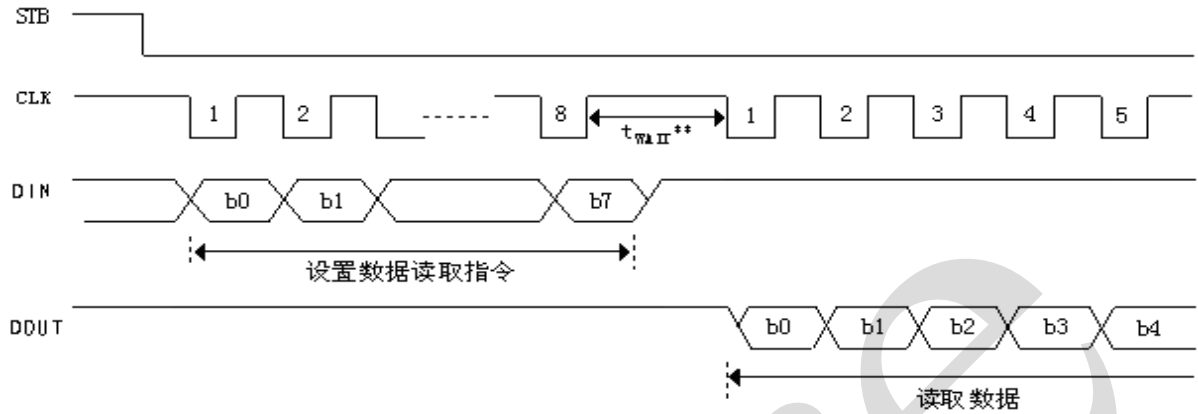 STB
CLK 1 2 8 1 2 3 4 5
tWAIT**
DIN b0 b1 b7
设置数据读取指令
DOUT b0 b1 b2 b3 b4
读取数据